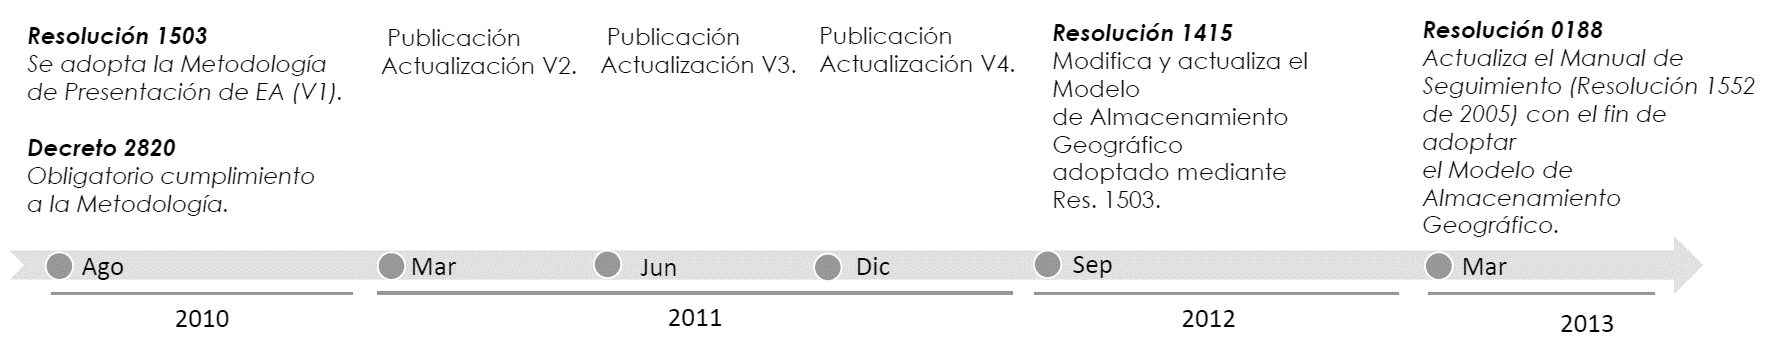 Resolución 1503
Se adopta la Metodología
de Presentación de EA (V1).
Decreto 2820
Obligatorio cumplimiento
a la Metodología.
Publicación
Actualización V2.
Publicación
Actualización V3.
Publicación
Actualización V4.
Resolución 1415
Modifica y actualiza el
Modelo
de Almacenamiento
Geográfico
adoptado mediante
Res. 1503.
Resolución 0188
Actualiza el Manual de
Seguimiento (Resolución 1552
de 2005) con el fin de
adoptar
el Modelo de
Almacenamiento
Geográfico.
Ago
Mar
Jun
Dic
Sep
Mar
2010
2011
2012
2013